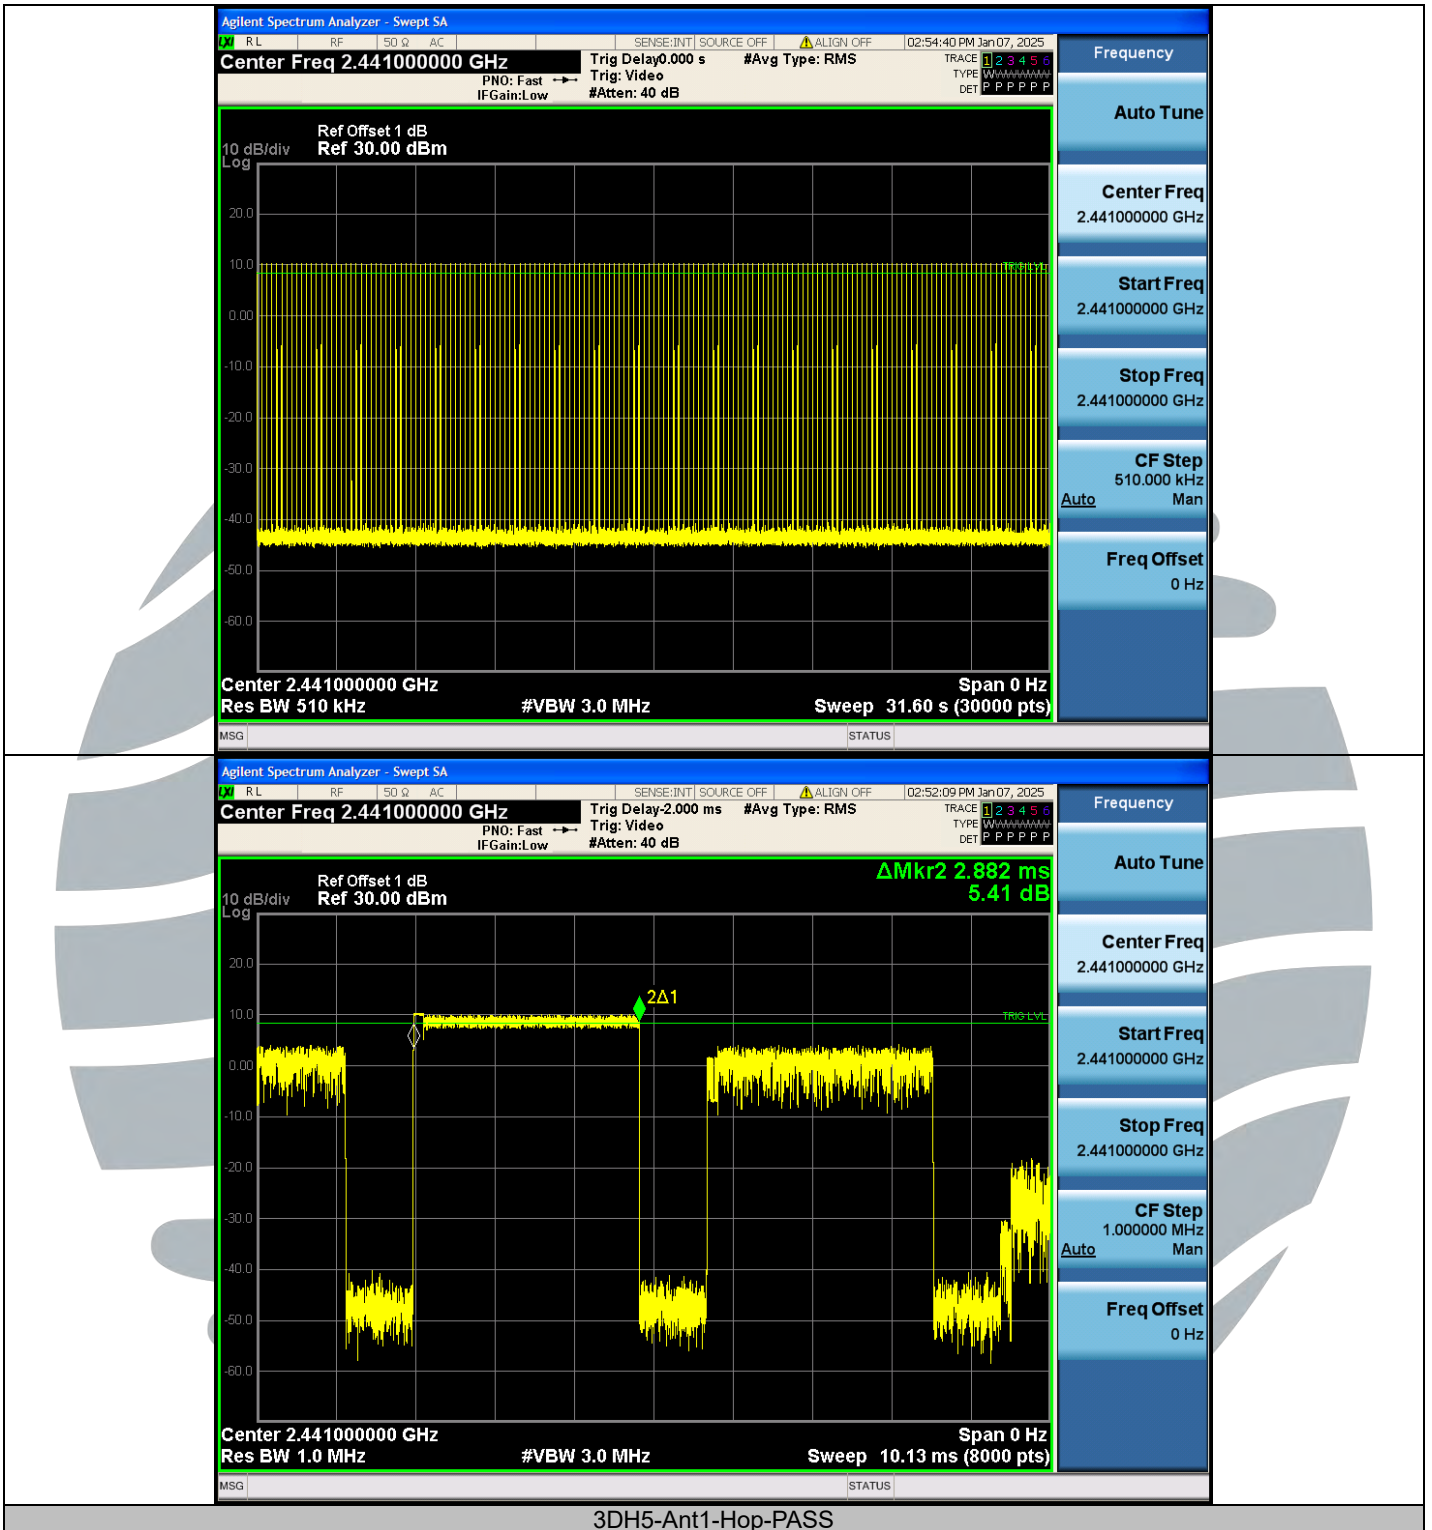 Agilent Spectrum Analyzer - Swept SA
LXI RL RF 50 Ω AC SENSE:INT SOURCE OFF ALIGN OFF 02:54:40 PM Jan 07, 2025
Center Freq 2.441000000 GHz
PNO: Fast
IFGain:Low
Trig Delay0.000 s
Trig: Video
#Atten: 40 dB
#Avg Type: RMS
TRACE 1 2 3 4 5 6
TYPE WWWWWW
DET P P P P P P
Ref Offset 1 dB
10 dB/div Ref 30.00 dBm
Log
20.0
10.0
TRIG LVL
0.00
-10.0
-20.0
-30.0
-40.0
-50.0
-60.0
Center 2.441000000 GHz Span 0 Hz
Res BW 510 kHz #VBW 3.0 MHz Sweep 31.60 s (30000 pts)
MSG STATUS
Frequency
Auto Tune
Center Freq
2.441000000 GHz
Start Freq
2.441000000 GHz
Stop Freq
2.441000000 GHz
CF Step
510.000 kHz
Auto Man
Freq Offset
0 Hz
Agilent Spectrum Analyzer - Swept SA
LXI RL RF 50 Ω AC SENSE:INT SOURCE OFF ALIGN OFF 02:52:09 PM Jan 07, 2025
Center Freq 2.441000000 GHz
PNO: Fast
IFGain:Low
Trig Delay-2.000 ms
Trig: Video
#Atten: 40 dB
#Avg Type: RMS
TRACE 1 2 3 4 5 6
TYPE WWWWWW
DET P P P P P P
ΔMkr2 2.882 ms
5.41 dB
Ref Offset 1 dB
10 dB/div Ref 30.00 dBm
Log
20.0
2Δ1
10.0
TRIG LVL
0.00
-10.0
-20.0
-30.0
-40.0
-50.0
-60.0
Center 2.441000000 GHz Span 0 Hz
Res BW 1.0 MHz #VBW 3.0 MHz Sweep 10.13 ms (8000 pts)
MSG STATUS
Frequency
Auto Tune
Center Freq
2.441000000 GHz
Start Freq
2.441000000 GHz
Stop Freq
2.441000000 GHz
CF Step
1.000000 MHz
Auto Man
Freq Offset
0 Hz
3DH5-Ant1-Hop-PASS